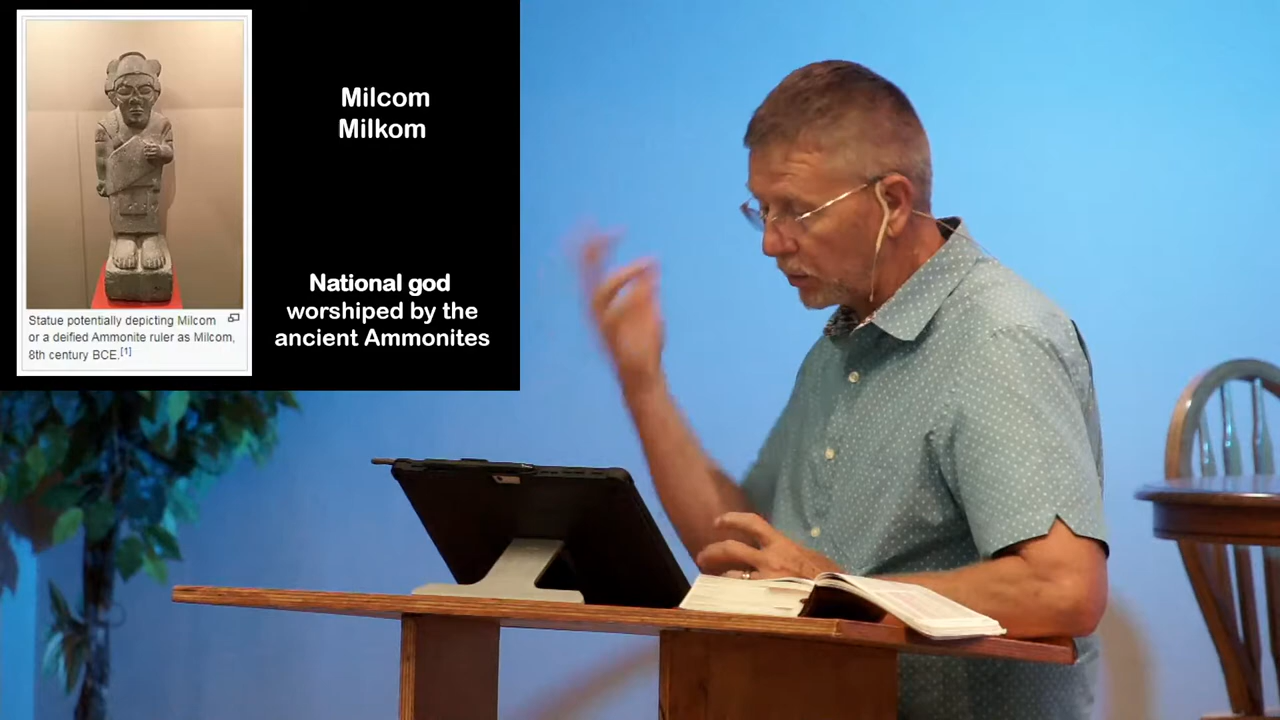 Milcom
Milkom
National god
worshiped by the
ancient Ammonites
Statue potentially depicting Milcom
or a deified Ammonite ruler as Milcom,
8th century BCE.[1]